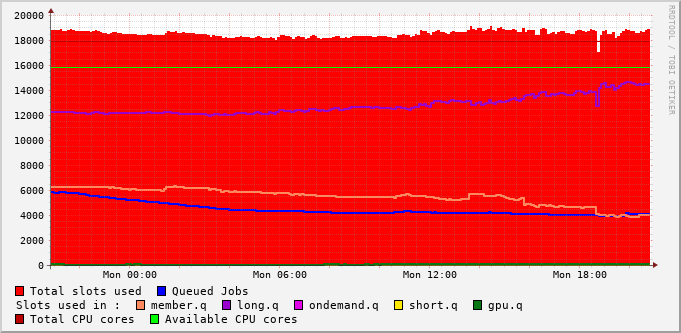 20000
18000
16000
14000
12000
10000
8000
6000
4000
2000
0
Mon 00:00 Mon 06:00 Mon 12:00 Mon 18:00
RRDTOOL / TOBI OETIKER
Total slots used Queued Jobs
Slots used in : member.q long.q ondemand.q short.q gpu.q
Total CPU cores Available CPU cores